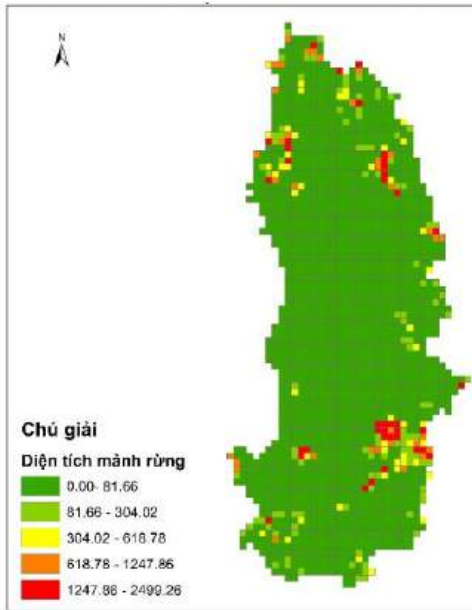 N
Chú giải
Diện tích mảnh rừng
0.00- 81.66
81.66 - 304.02
304.02 - 618.78
618.78 - 1247.86
1247.86 - 2499.26